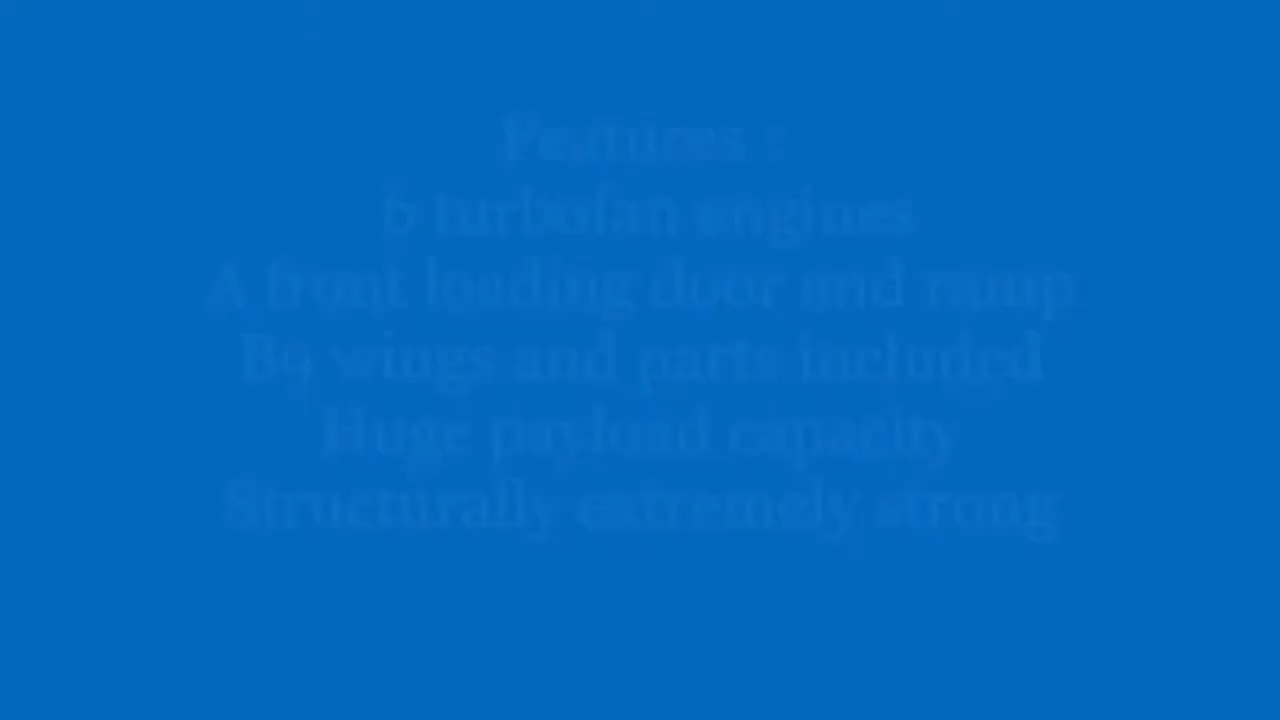 Features :
6 turbofan engines
A front loading door and ramp
B9 wings and parts included
Huge payload capacity
Structurally extremely strong